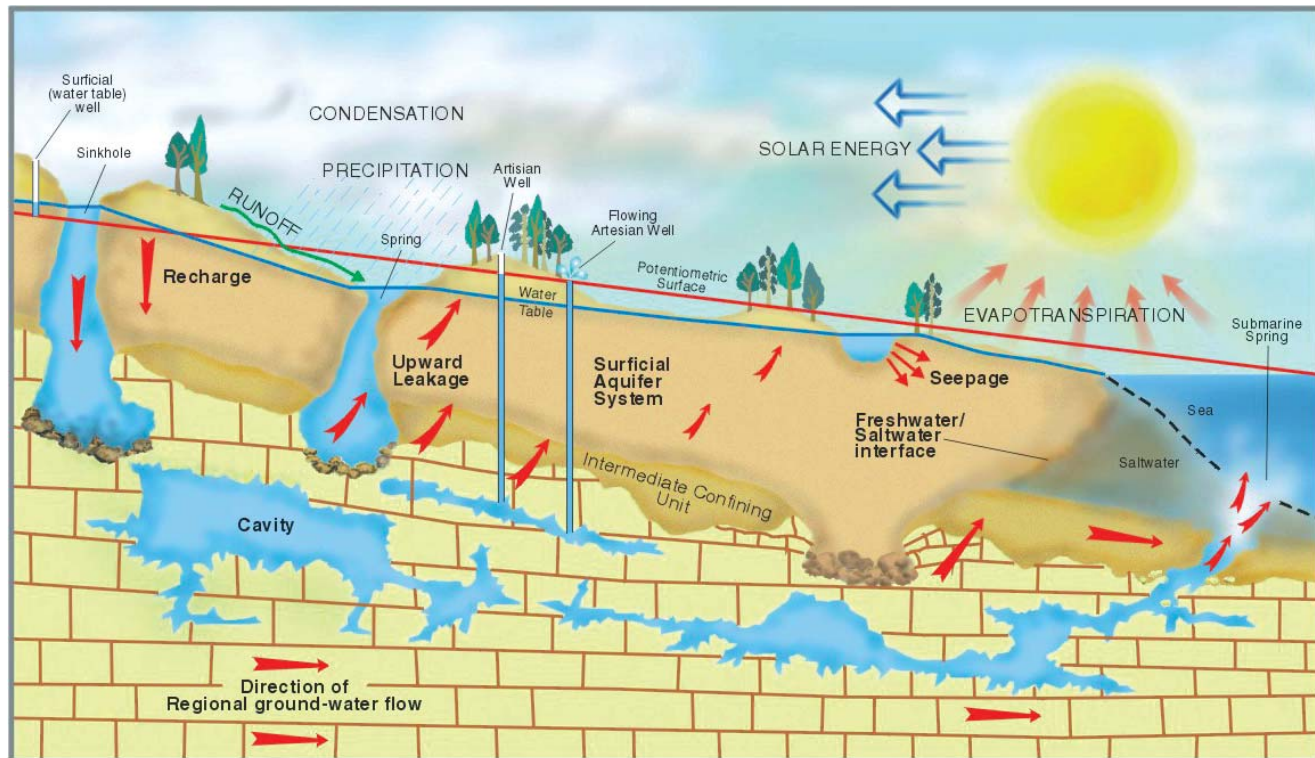 Surficial
(water table)
well
Sinkhole
CONDENSATION
PRECIPITATION
RUNOFF
Spring
Artisian
Well
Flowing
Artesian Well
SOLAR ENERGY
Potentiometric
Surface
Water
Table
EVAPOTRANSPIRATION
Submarine
Spring
Recharge
Upward
Leakage
Surficial
Aquifer
System
Seepage
Freshwater/
Saltwater
interface
Sea
Saltwater
Intermediate Confining
Unit
Cavity
Direction of
Regional ground-water flow